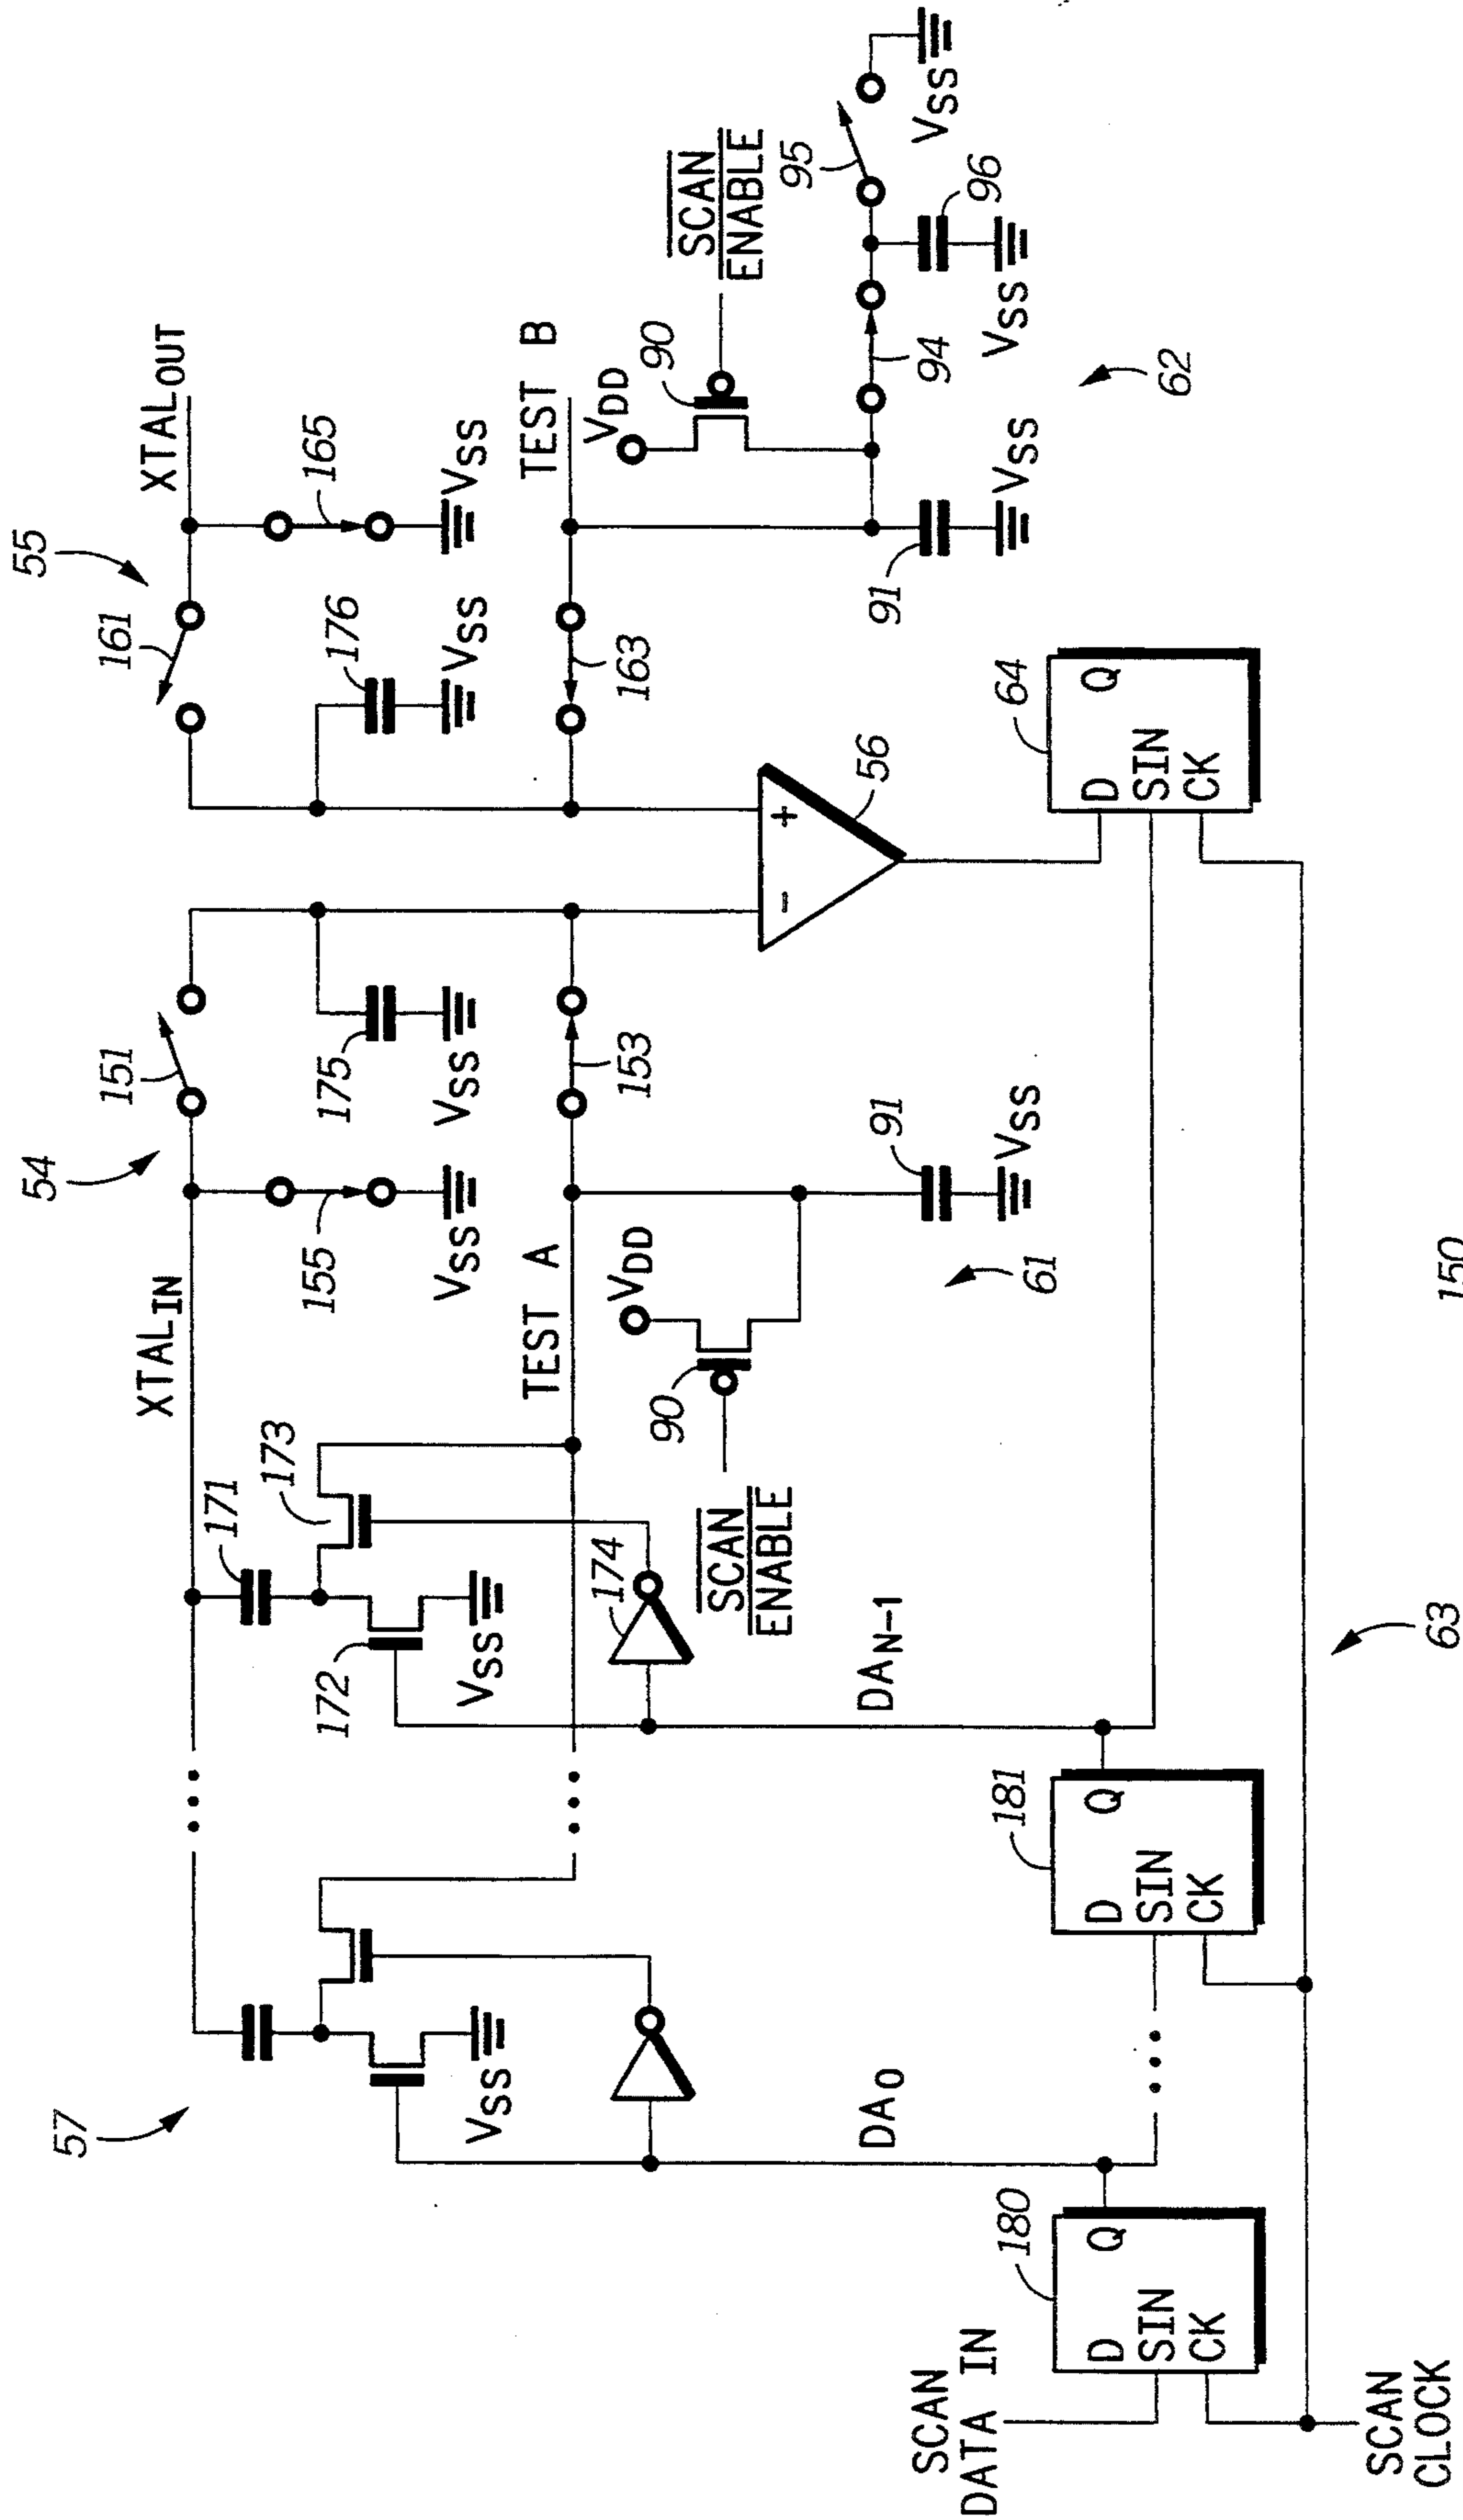 57
54
151
161
55
XTALIN
XTALOUT
171
173
155
175
176
165
172
VSS
VSS
VSS
VSS
VSS
VSS
TEST A
TEST B
174
153
163
VDD
VDD
90
90
SCAN
ENABLE
SCAN
ENABLE
-
+
56
95
DA0
DAN-1
91
91
94
96
VSS
VSS
VSS
VSS
61
62
SCAN
DATA IN
180
181
64
D
SIN
CK
Q
D
SIN
CK
Q
D
SIN
CK
Q
SCAN
CLOCK
63
150